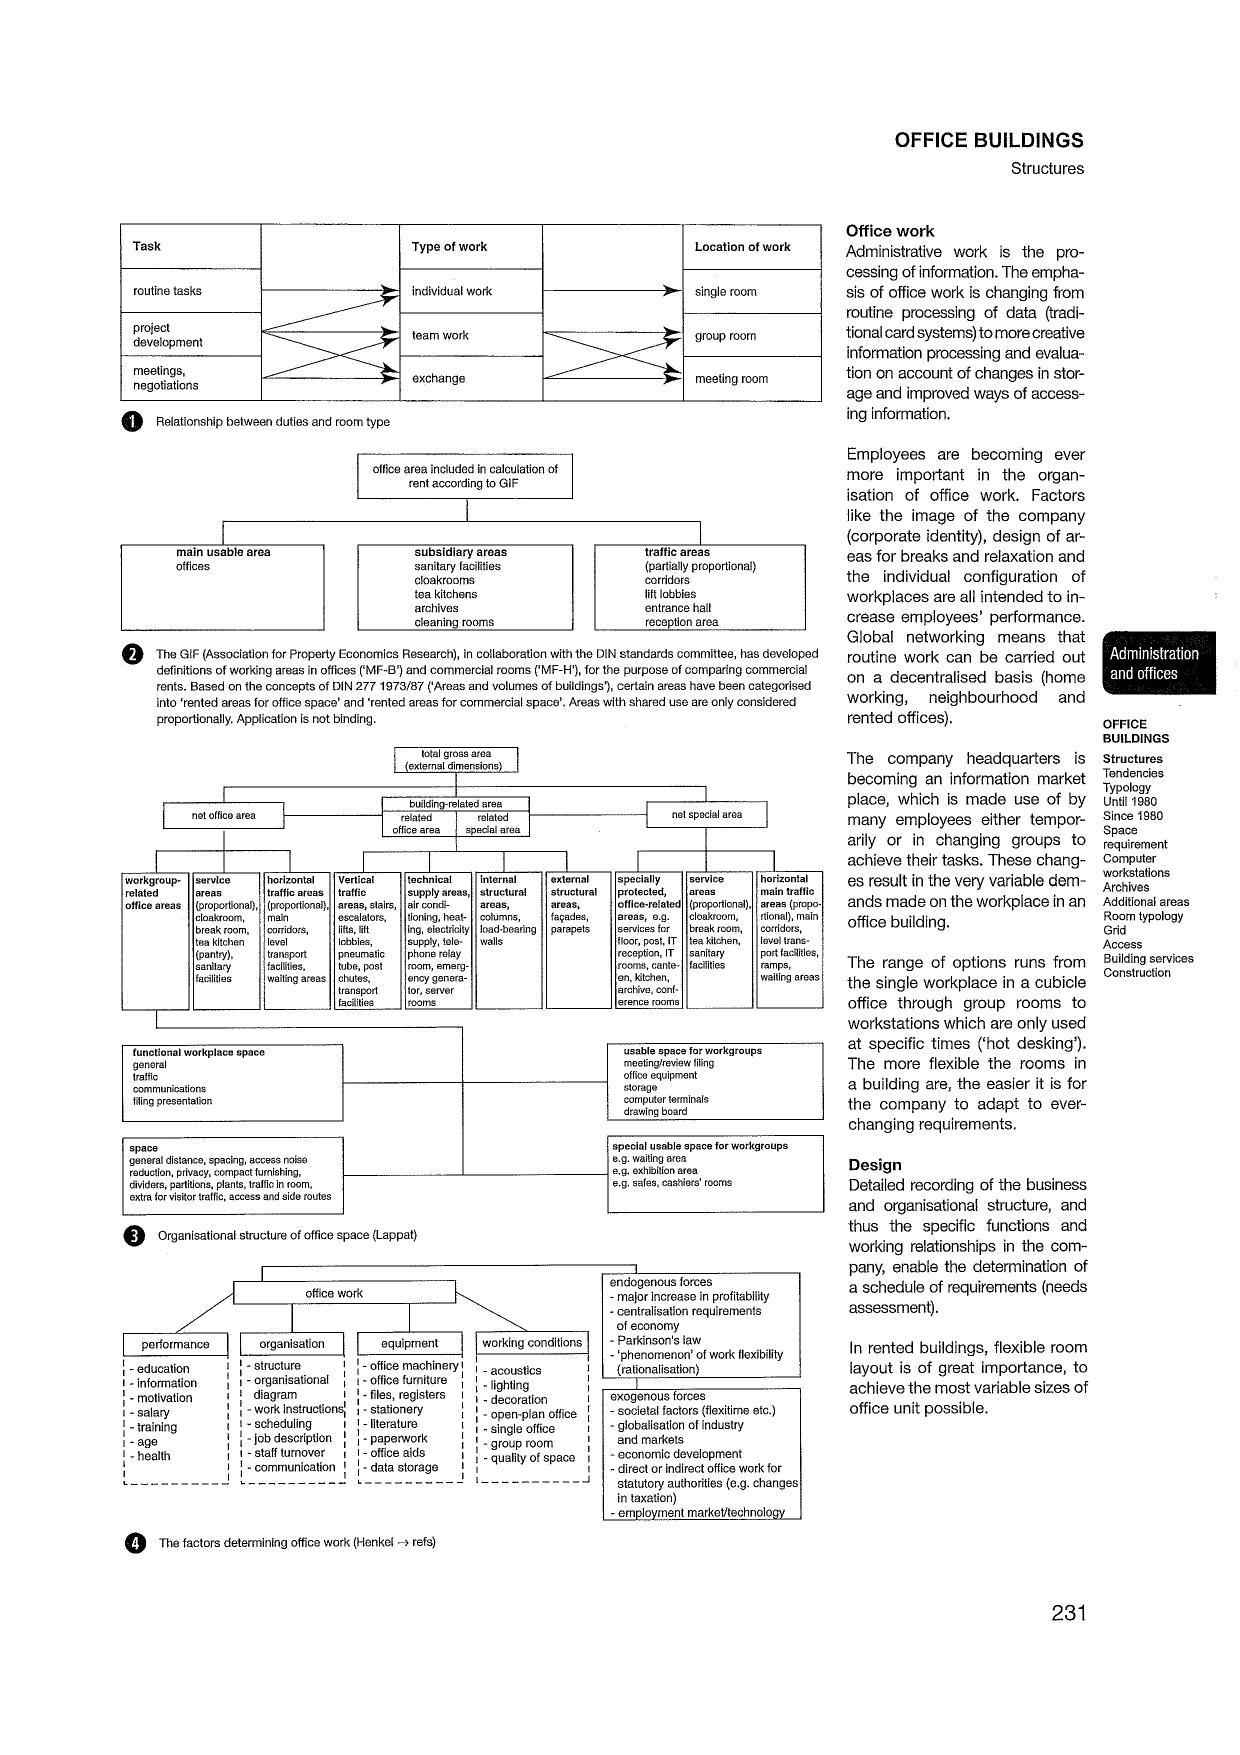 OFFICE BUILDINGS
Structures
Task
Type of work
Location of work
routine tasks
individual work
single room
project
development
team work
group room
meetings,
negotiations
exchange
meeting room
1 Relationship between duties and room type
office area included in calculation of
rent according to GIF
main usable area
offices
subsidiary areas
sanitary facilities
cloakrooms
tea kitchens
archives
cleaning rooms
traffic areas
(partially proportional)
corridors
lift lobbies
entrance hall
reception area
2 The GIF (Association for Property Economics Research), in collaboration with the DIN standards committee, has developed
definitions of working areas in offices ('MF-B') and commercial rooms ('MF-H'), for the purpose of comparing commercial
rents. Based on the concepts of DIN 277 1973/87 ('Areas and volumes of buildings'), certain areas have been categorised
into 'rented areas for office space' and 'rented areas for commercial space'. Areas with shared use are only considered
proportionally. Application is not binding.
total gross area
(external dimensions)
net office area
building-related area
related
office area
related
special area
net special area
workgroup-
related
office areas
service
areas
(proportional),
cloakroom,
break room,
tea kitchen
(pantry),
sanitary
facilities
horizontal
traffic areas
(proportional),
main
corridors,
level
transport
facilities,
waiting areas
Vertical
traffic
areas, stairs,
escalators,
lifts, lift
lobbies,
pneumatic
tube, post
chutes,
transport
facilities
technical
supply areas,
air condi-
tioning, heat-
ing, electricity
supply, tele-
phone relay
room, emerg-
ency genera-
tor, server
rooms
internal
structural
areas,
columns,
load-bearing
walls
external
structural
areas,
façades,
parapets
specially
protected,
office-related
areas, e.g.
services for
floor, post, IT
reception, IT
rooms, cante-
en, kitchen,
archive, conf-
erence rooms
service
areas
(proportional),
cloakroom,
break room,
tea kitchen,
sanitary
facilities
horizontal
main traffic
areas (propo-
rtional), main
corridors,
level trans-
port facilities,
ramps,
waiting areas
functional workplace space
general
traffic
communications
filing presentation
usable space for workgroups
meeting/review filing
office equipment
storage
computer terminals
drawing board
space
general distance, spacing, access noise
reduction, privacy, compact furnishing,
dividers, partitions, plants, traffic in room,
extra for visitor traffic, access and side routes
special usable space for workgroups
e.g. waiting area
e.g. exhibition area
e.g. safes, cashiers' rooms
3 Organisational structure of office space (Lappat)
office work
performance
- education
- information
- motivation
- salary
- training
- age
- health
organisation
- structure
- organisational
diagram
- work instructions
- scheduling
- job description
- staff turnover
- communication
equipment
- office machinery
- office furniture
- files, registers
- stationery
- literature
- paperwork
- office aids
- data storage
working conditions
- acoustics
- lighting
- decoration
- open-plan office
- single office
- group room
- quality of space
endogenous forces
- major increase in profitability
- centralisation requirements
of economy
- Parkinson's law
- 'phenomenon' of work flexibility
(rationalisation)
exogenous forces
- societal factors (flexitime etc.)
- globalisation of industry
and markets
- economic development
- direct or indirect office work for
statutory authorities (e.g. changes
in taxation)
- employment market/technology
4 The factors determining office work (Henkel → refs)
Office work
Administrative work is the pro-
cessing of information. The empha-
sis of office work is changing from
routine processing of data (tradi-
tional card systems) to more creative
information processing and evalua-
tion on account of changes in stor-
age and improved ways of access-
ing information.
Employees are becoming ever
more important in the organ-
isation of office work. Factors
like the image of the company
(corporate identity), design of ar-
eas for breaks and relaxation and
the individual configuration of
workplaces are all intended to in-
crease employees' performance.
Global networking means that
routine work can be carried out
on a decentralised basis (home
working, neighbourhood and
rented offices).
The company headquarters is
becoming an information market
place, which is made use of by
many employees either tempor-
arily or in changing groups to
achieve their tasks. These chang-
es result in the very variable dem-
ands made on the workplace in an
office building.
The range of options runs from
the single workplace in a cubicle
office through group rooms to
workstations which are only used
at specific times ('hot desking').
The more flexible the rooms in
a building are, the easier it is for
the company to adapt to ever-
changing requirements.
Design
Detailed recording of the business
and organisational structure, and
thus the specific functions and
working relationships in the com-
pany, enable the determination of
a schedule of requirements (needs
assessment).
In rented buildings, flexible room
layout is of great importance, to
achieve the most variable sizes of
office unit possible.
Administration
and offices
OFFICE
BUILDINGS
Structures
Tendencies
Typology
Until 1980
Since 1980
Space
requirement
Computer
workstations
Archives
Additional areas
Room typology
Grid
Access
Building services
Construction
231